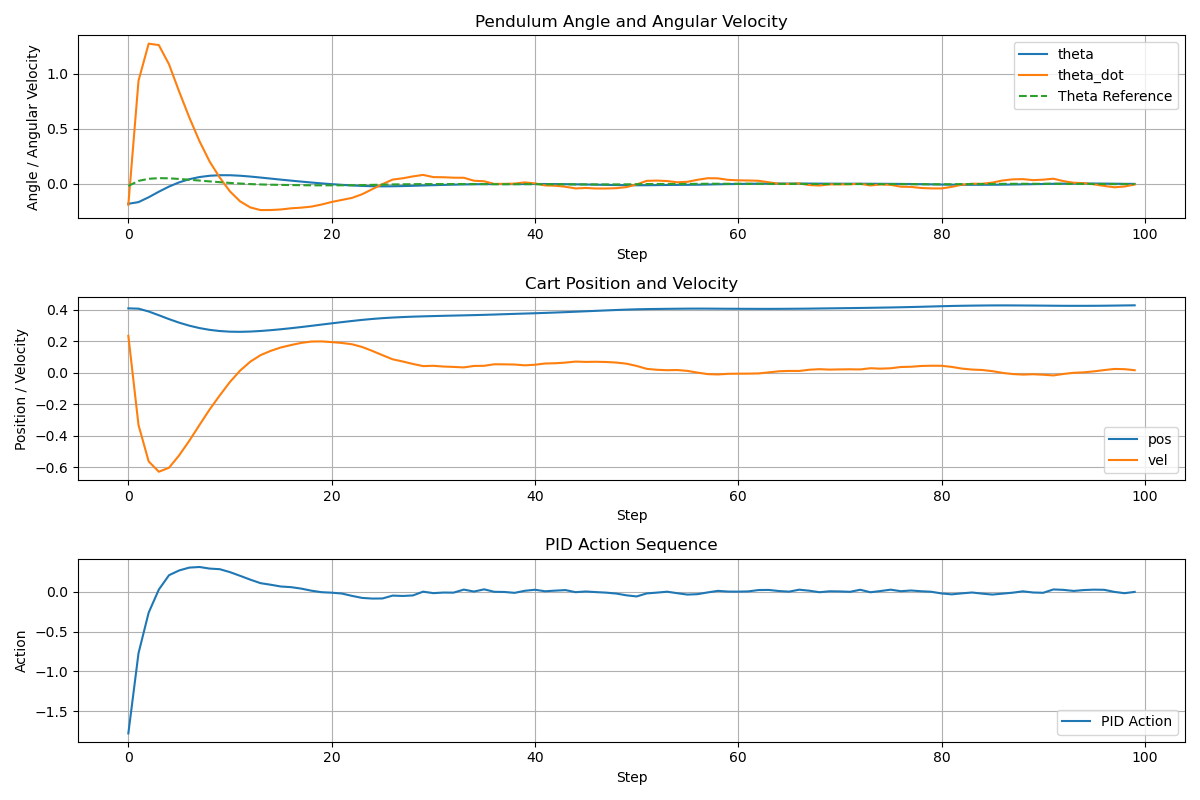 Pendulum Angle and Angular Velocity
Angle / Angular Velocity
1.0
0.5
0.0
theta
theta_dot
Theta Reference
0 20 40 60 80 100
Step
Cart Position and Velocity
Position / Velocity
0.4
0.2
0.0
−0.2
−0.4
−0.6
pos
vel
0 20 40 60 80 100
Step
PID Action Sequence
Action
0.0
−0.5
−1.0
−1.5
PID Action
0 20 40 60 80 100
Step